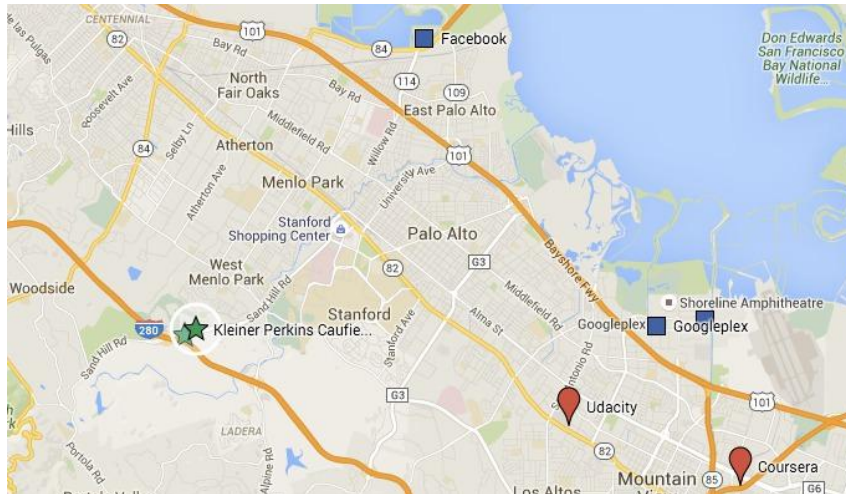 CENTENNIAL
de las Pulgas
82
101
84
Facebook
Don Edwards
San Francisco
Bay National
Wildlife...
Bay Rd
North
Fair Oaks
Bay Rd
114
109
East Palo Alto
Roosevelt Ave
Selby Ln
Middlefield Rd
Willow Rd
Hills
84
Atherton
101
Atherton Ave
Menlo Park
University Ave
Stanford
Shopping Center
Palo Alto
Bayshore Fwy
West
Menlo Park
82
G3
Woodside
Sand Hill Rd
Middlefield Rd
Shoreline Amphitheatre
280
Kleiner Perkins Caufie...
Stanford
Alma St
Googleplex
Googleplex
Sand Hill Rd
Stanford Ave
G3
101
Udacity
LADERA
82
Portola Rd
Alpine Rd
Coursera
Mountain
85
Los Altos
G6